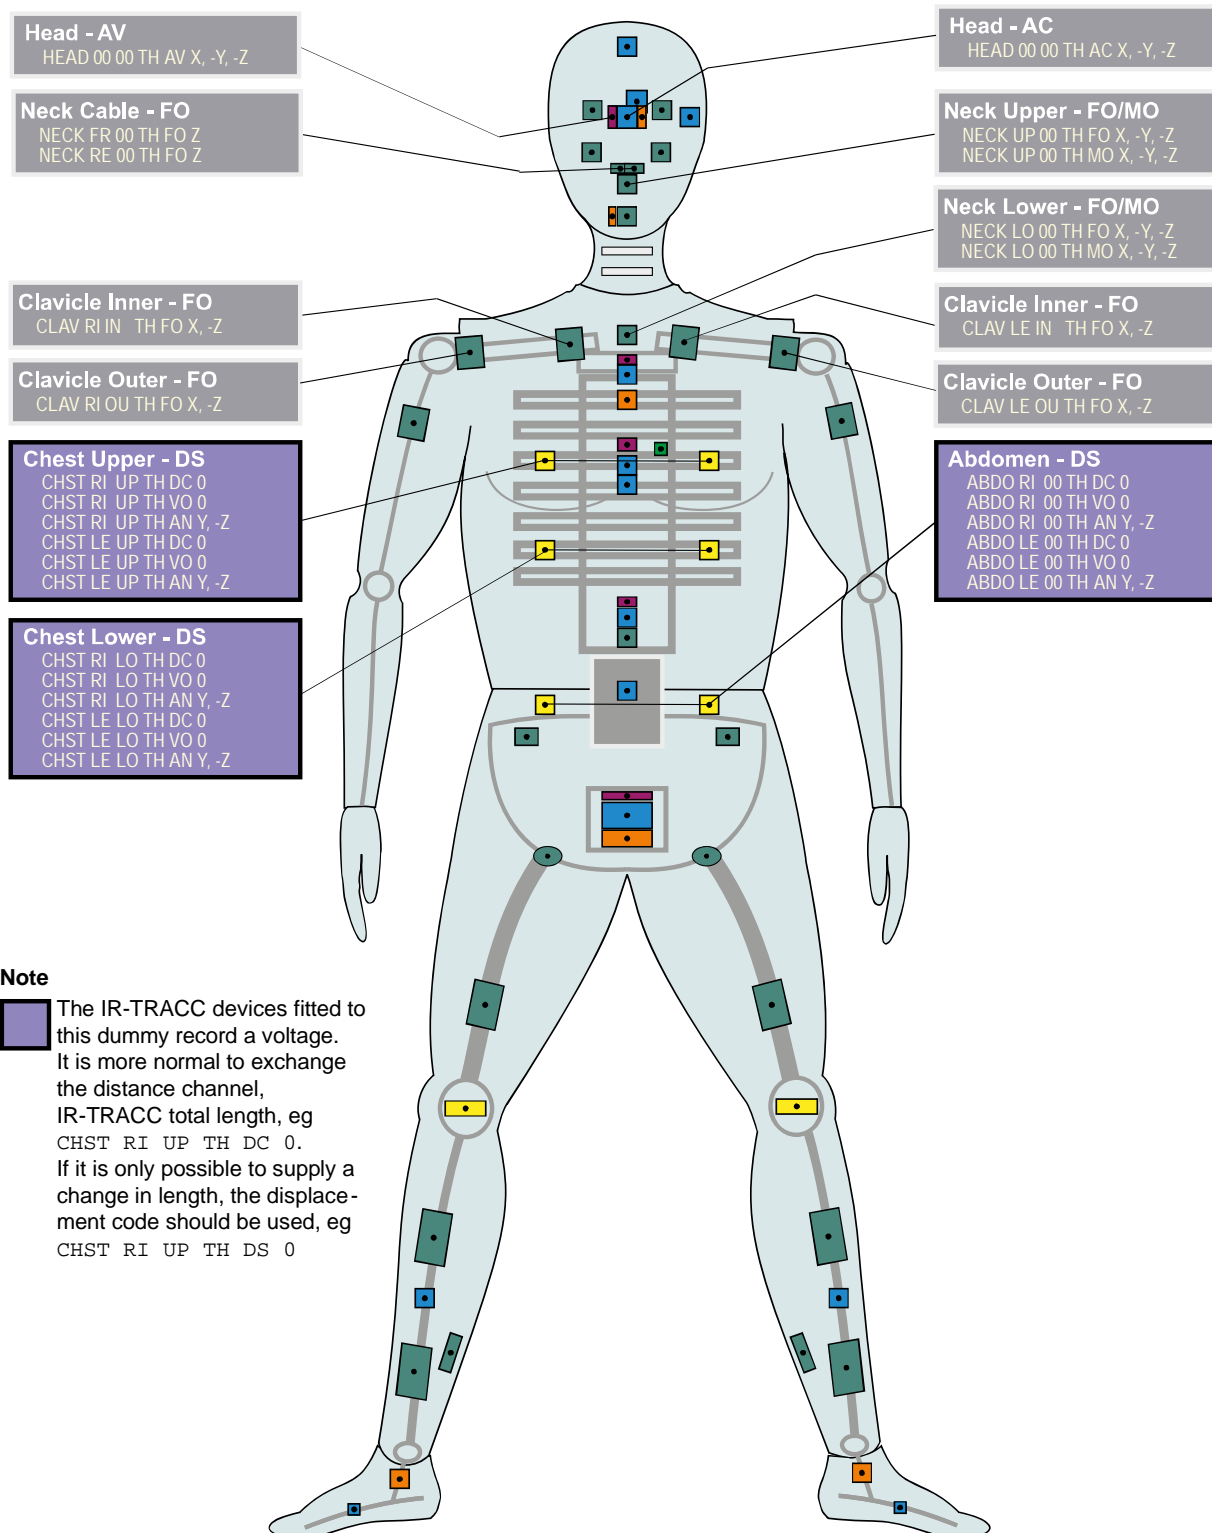 Head - AV
HEAD 00 00 TH AV X, -Y, -Z
Neck Cable - FO
NECK FR 00 TH FO Z
NECK RE 00 TH FO Z
Clavicle Inner - FO
CLAV RI IN TH FO X, -Z
Clavicle Outer - FO
CLAV RI OU TH FO X, -Z
Chest Upper - DS
CHST RI UP TH DC 0
CHST RI UP TH VO 0
CHST RI UP TH AN Y, -Z
CHST LE UP TH DC 0
CHST LE UP TH VO 0
CHST LE UP TH AN Y, -Z
Chest Lower - DS
CHST RI LO TH DC 0
CHST RI LO TH VO 0
CHST RI LO TH AN Y, -Z
CHST LE LO TH DC 0
CHST LE LO TH VO 0
CHST LE LO TH AN Y, -Z
Head - AC
HEAD 00 00 TH AC X, -Y, -Z
Neck Upper - FO/MO
NECK UP 00 TH FO X, -Y, -Z
NECK UP 00 TH MO X, -Y, -Z
Neck Lower - FO/MO
NECK LO 00 TH FO X, -Y, -Z
NECK LO 00 TH MO X, -Y, -Z
Clavicle Inner - FO
CLAV LE IN TH FO X, -Z
Clavicle Outer - FO
CLAV LE OU TH FO X, -Z
Abdomen - DS
ABDO RI 00 TH DC 0
ABDO RI 00 TH VO 0
ABDO RI 00 TH AN Y, -Z
ABDO LE 00 TH DC 0
ABDO LE 00 TH VO 0
ABDO LE 00 TH AN Y, -Z
Note
The IR-TRACC devices fitted to
this dummy record a voltage.
It is more normal to exchange
the distance channel,
IR-TRACC total length, eg
CHST RI UP TH DC 0.
If it is only possible to supply a
change in length, the displace-
ment code should be used, eg
CHST RI UP TH DS 0